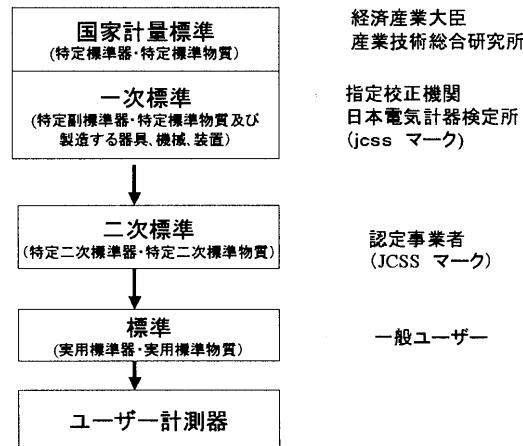 国家計量標準
(特定標準器・特定標準物質)
経済産業大臣
産業技術総合研究所
一次標準
(特定副標準器・特定標準物質及び
製造する器具、機械、装置)
指定校正機関
日本電気計器検定所
(jcss マーク)
二次標準
(特定二次標準器・特定二次標準物質)
認定事業者
(JCSS マーク)
標準
(実用標準器・実用標準物質)
一般ユーザー
ユーザー計測器